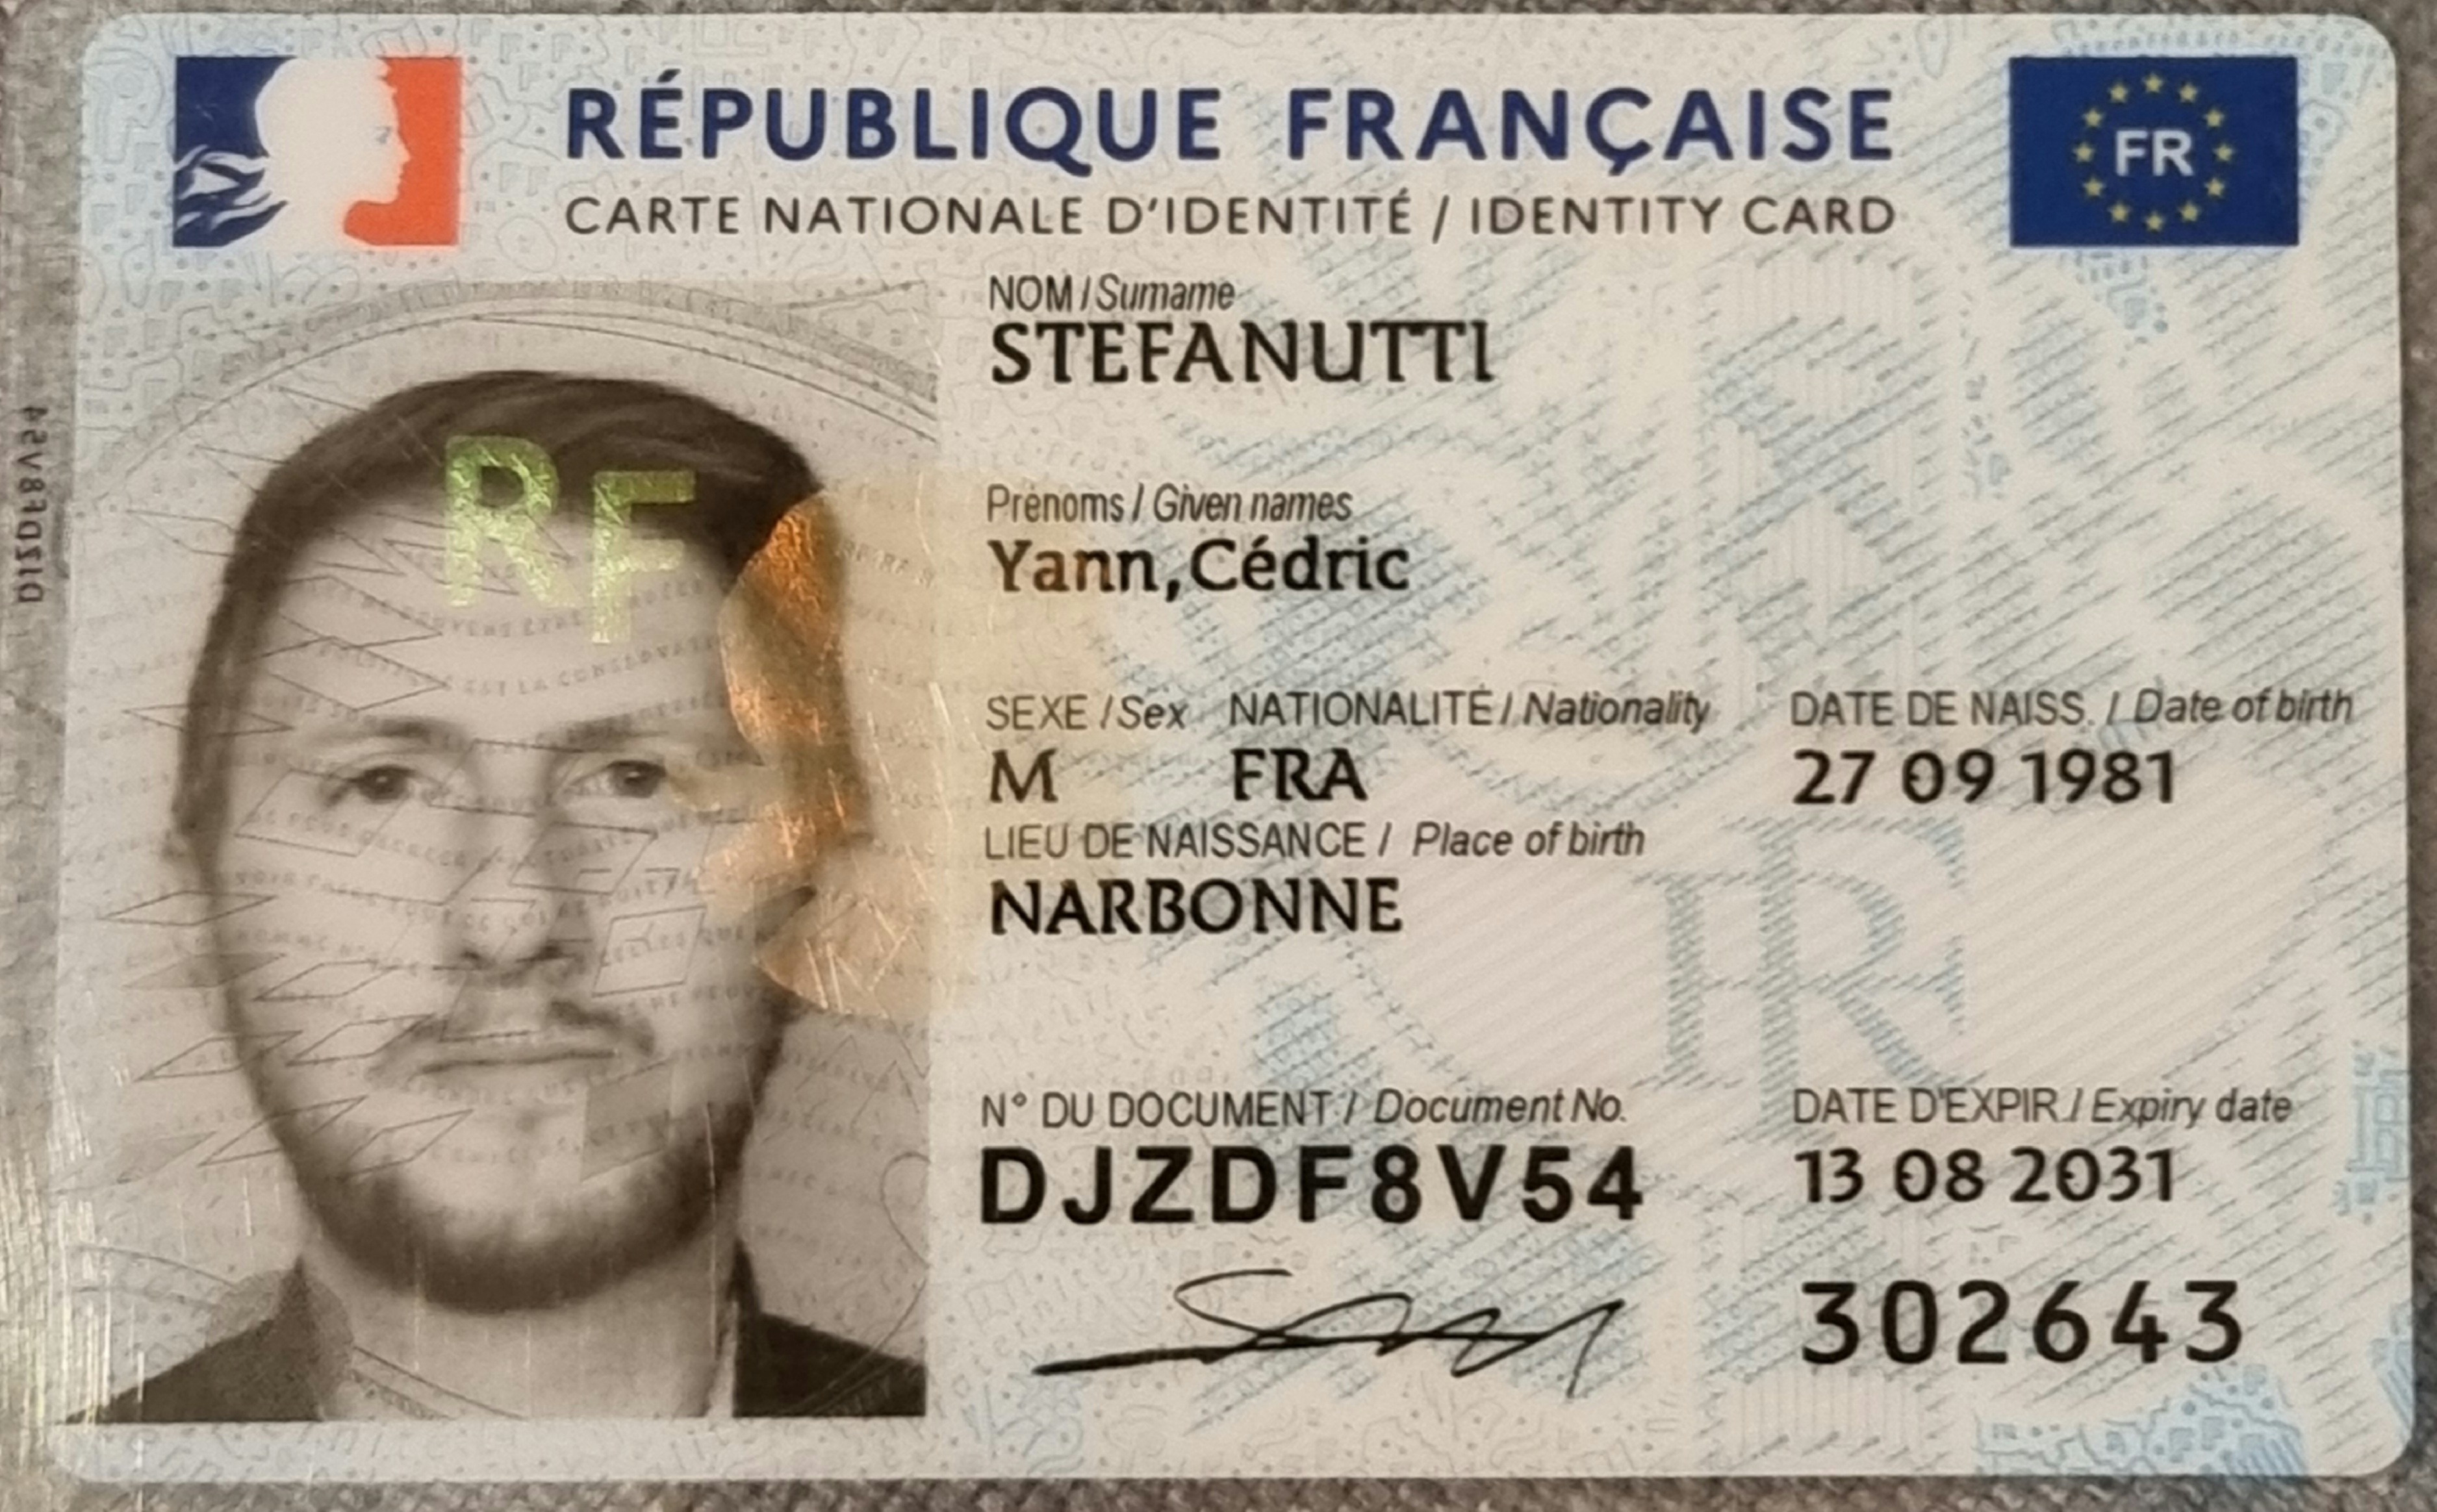 RÉPUBLIQUE FRANÇAISE
FR
CARTE NATIONALE D'IDENTITÉ / IDENTITY CARD
NOM / Surname
STEFANUTTI
Prénoms / Given names
Yann, Cédric
SEXE / Sex NATIONALITÉ / Nationality DATE DE NAISS. / Date of birth
M FRA 27 09 1981
LIEU DE NAISSANCE / Place of birth
NARBONNE
N° DU DOCUMENT / Document No. DATE D'EXPIR. / Expiry date
DJZDF8V54 13 08 2031
302643
RF
RF